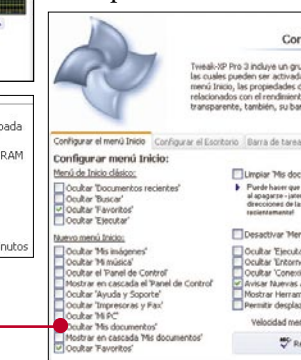 Con
Tweak-XP Pro 3 incluye un gru
las cuales pueden ser activada
menú Inicio, las propiedades d
relacionados con el rendimient
transparente, también, su bar
pada
RAM
nutos
Configurar el menú Inicio Configurar el Escritorio Barra de tarea
Configurar menú Inicio:
Menú de Inicio clásico:
Ocultar 'Documentos recientes'
Ocultar 'Buscar'
Ocultar 'Favoritos'
Ocultar 'Ejecutar'
Nuevo menú Inicio:
Ocultar 'Mis imágenes'
Ocultar 'Mi música'
Ocultar el 'Panel de Control'
Mostrar en cascada el 'Panel de Control'
Ocultar 'Ayuda y Soporte'
Ocultar 'Impresoras y Fax'
Ocultar 'Mi PC'
Ocultar 'Mis documentos'
Mostrar en cascada 'Mis documentos'
Ocultar 'Favoritos'
Limpiar 'Mis doc
Puede hacer que
al apagarze
direcciones de la
recientemente!
Desactivar 'Men
Ocultar 'Ejecuta
Ocultar 'Entorno
Ocultar 'Conexi
Avisar Nuevas A
Mostrar Herram
Permitir desplaz
Velocidad me